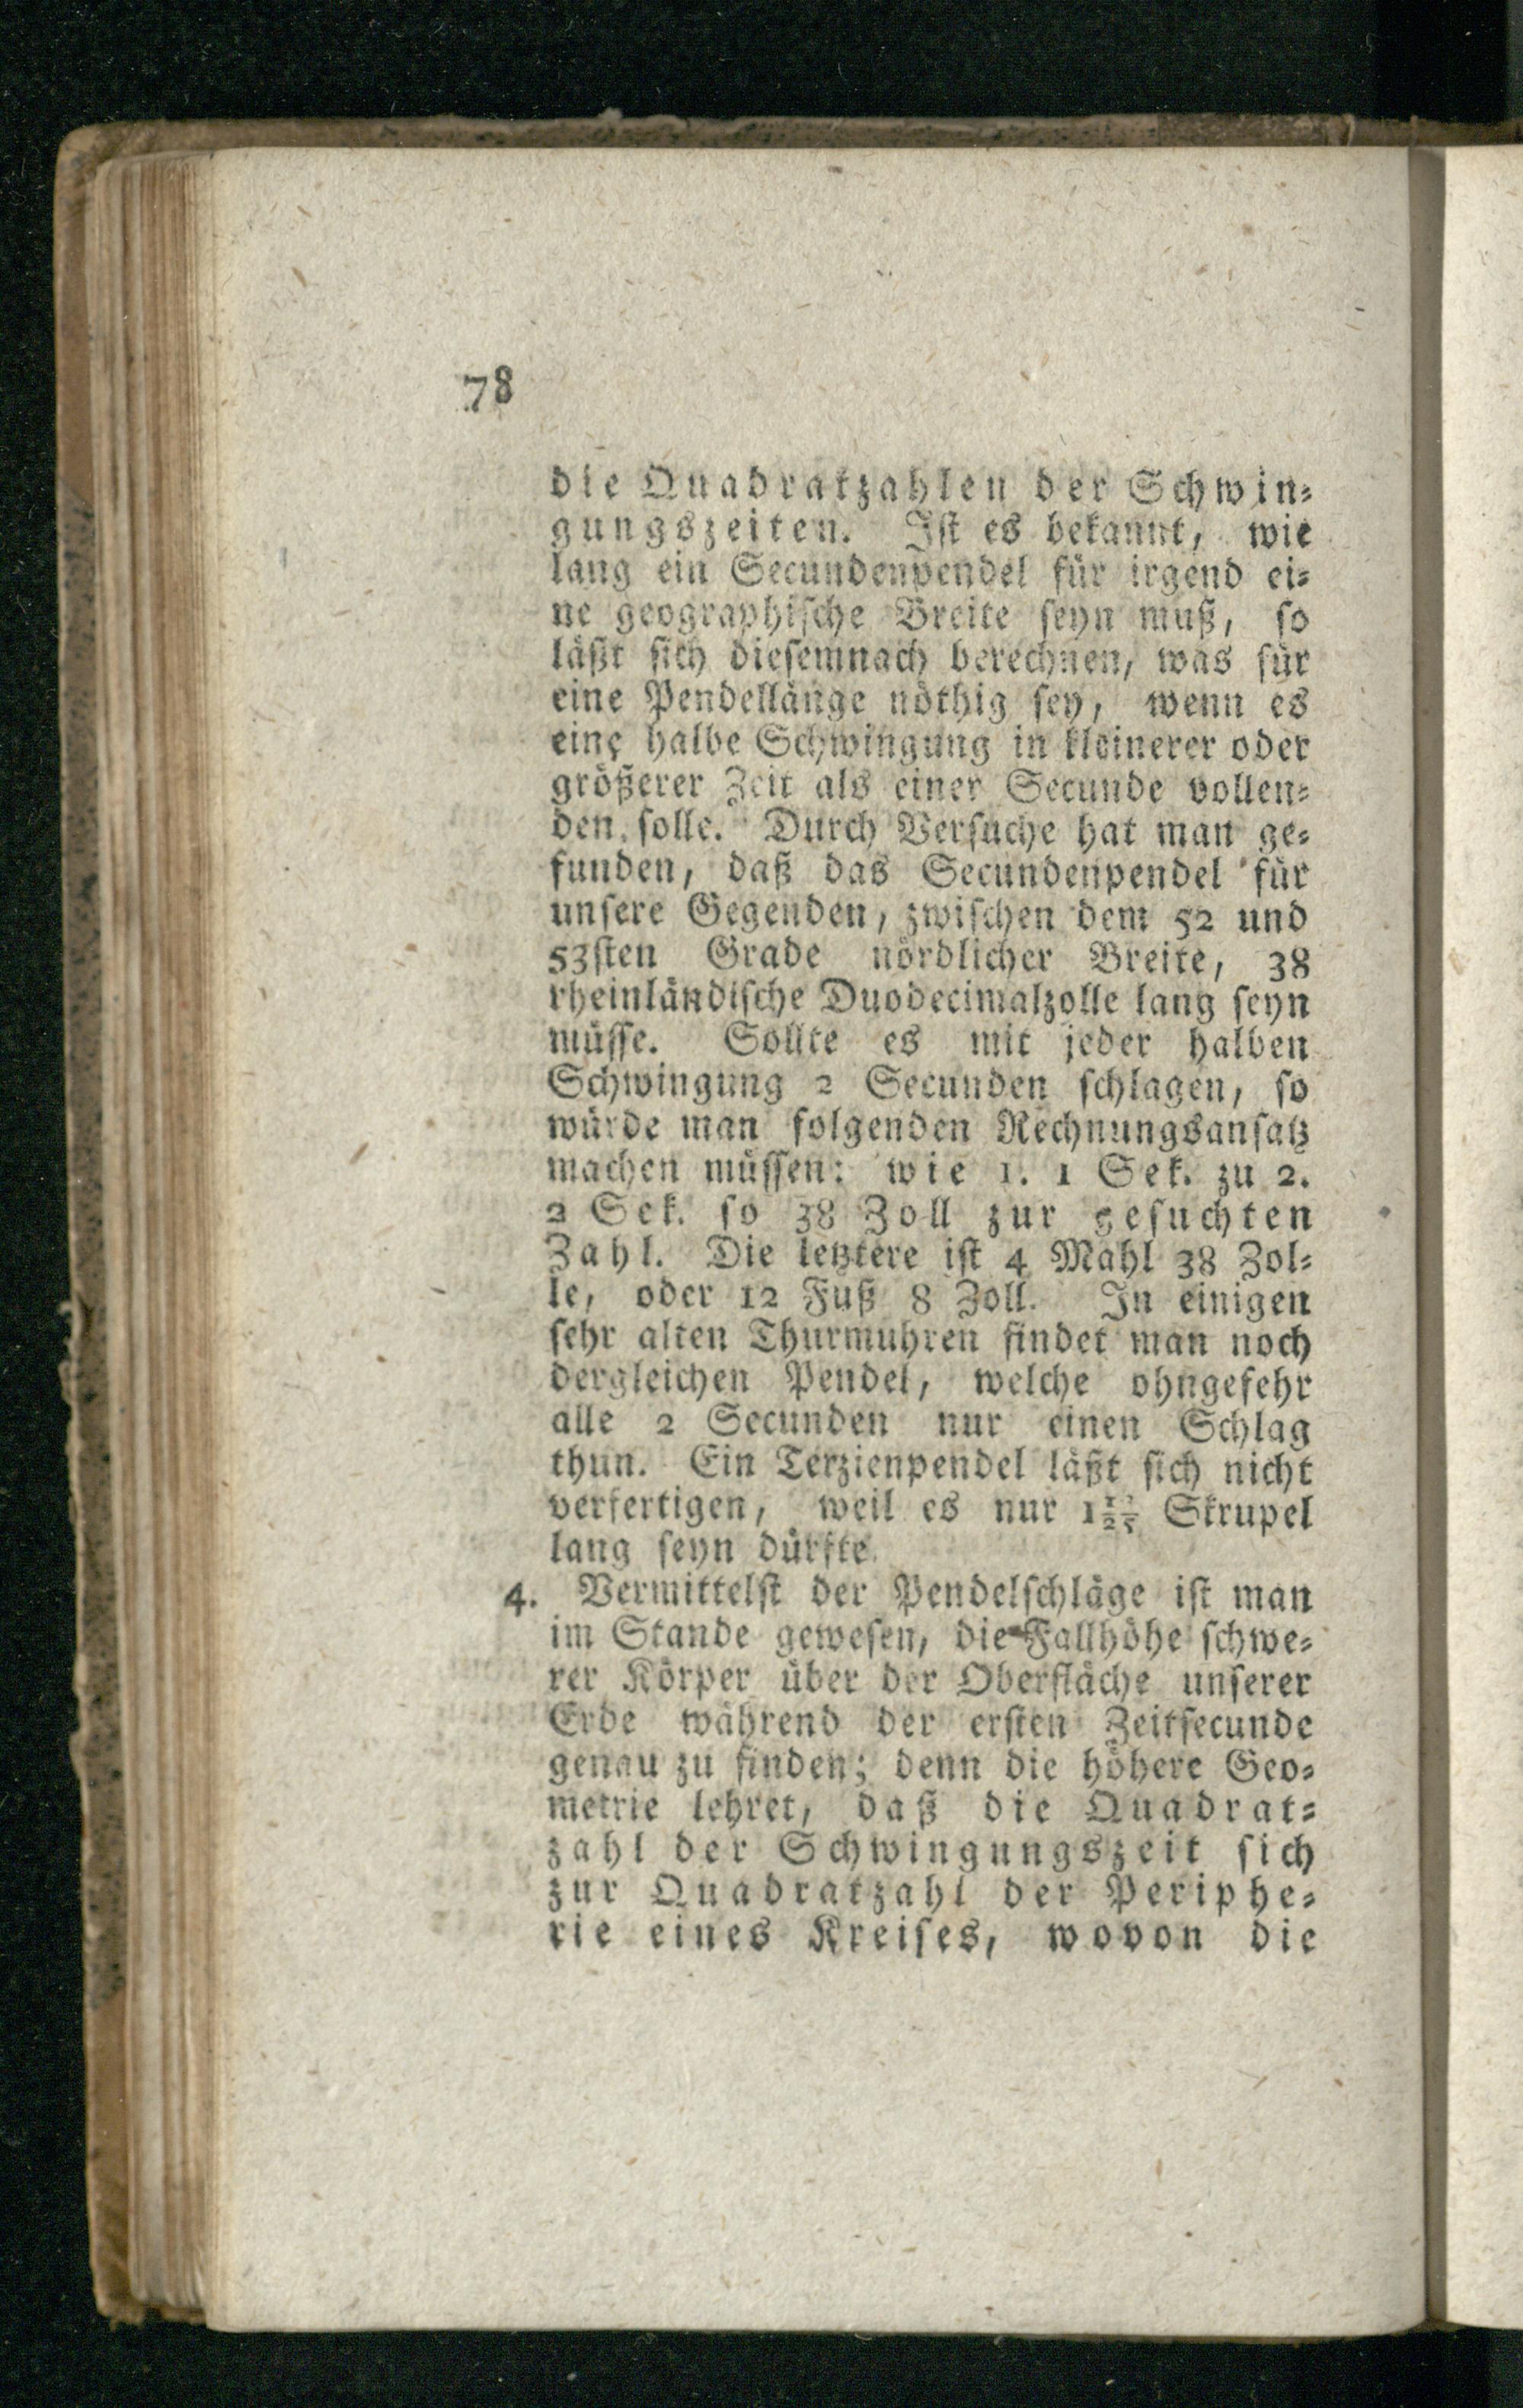 78
die Quadratzahlen der Schwin⸗
gungszeiten. Ist es bekannt, wie
lang ein Secundenpendel für irgend ei⸗
ne geographische Breite seyn muß, so
läßt sich diesemnach berechnen, was für
eine Pendellänge nöthig sey, wenn es
eine halbe Schwingung in kleinerer oder
größerer Zeit als einer Secunde vollen⸗
den solle. Durch Versuche hat man ge⸗
funden, daß das Secundenpendel für
unsere Gegenden, zwischen dem 52 und
53sten Grade nördlicher Breite, 38
rheinländische Duodecimalzolle lang seyn
müsse. Sollte es mit jeder halben
Schwingung 2 Secunden schlagen, so
würde man folgenden Rechnungsansatz
machen müssen: wie 1. 1 Sek. zu 2.
2 Sek. so 38 Zoll zur gesuchten
Zahl. Die letztere ist 4 Mahl 38 Zol⸗
le, oder 12 Fuß 8 Zoll. In einigen
sehr alten Thurmuhren findet man noch
dergleichen Pendel, welche ohngefehr
alle 2 Secunden nur einen Schlag
thun. Ein Terzienpendel läßt sich nicht
verfertigen, weil es nur Skrupel
lang seyn dürfte.
4. Vermittelst der Pendelschläge ist man
im Stande gewesen, die Fallhöhe schwe⸗
rer Körper über der Oberfläche unserer
Erde während der ersten Zeitsecunde
genau zu finden; denn die höhere Geo⸗
metrie lehret, daß die Quadrat⸗
zahl der Schwingungszeit sich
zur Quadratzahl der Periphe⸗
rie eines Kreises, wovon die